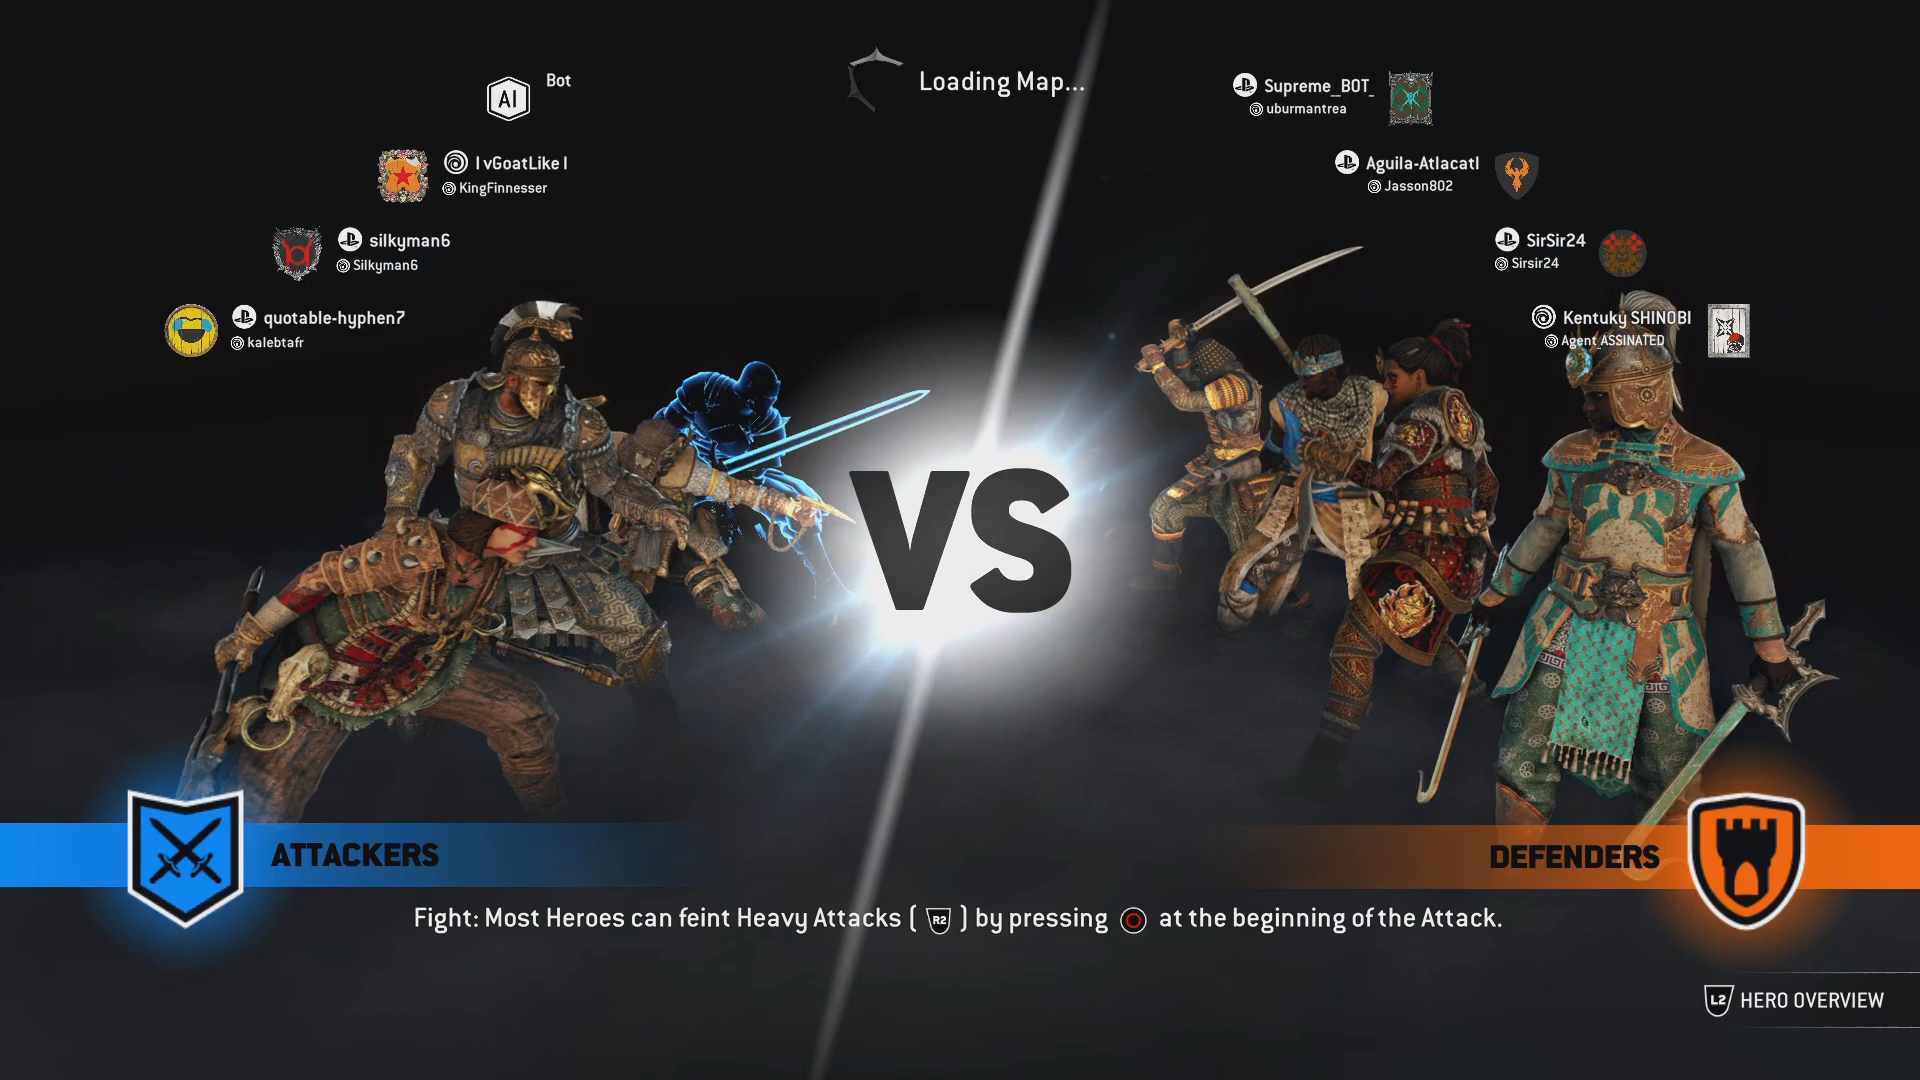 Loading Map...
AI
Bot
I vGoatLike I
KingFinnesser
silkyman6
Silkyman6
quotable-hyphen7
kalebtafr
Supreme_BOT_
uburmantrea
Aguila-Atlacatl
Jasson802
SirSir24
Sirsir24
Kentuky SHINOBI
Agent_ASSINATED
VS
ATTACKERS
DEFENDERS
Fight: Most Heroes can feint Heavy Attacks ( R2 ) by pressing at the beginning of the Attack.
L2 HERO OVERVIEW